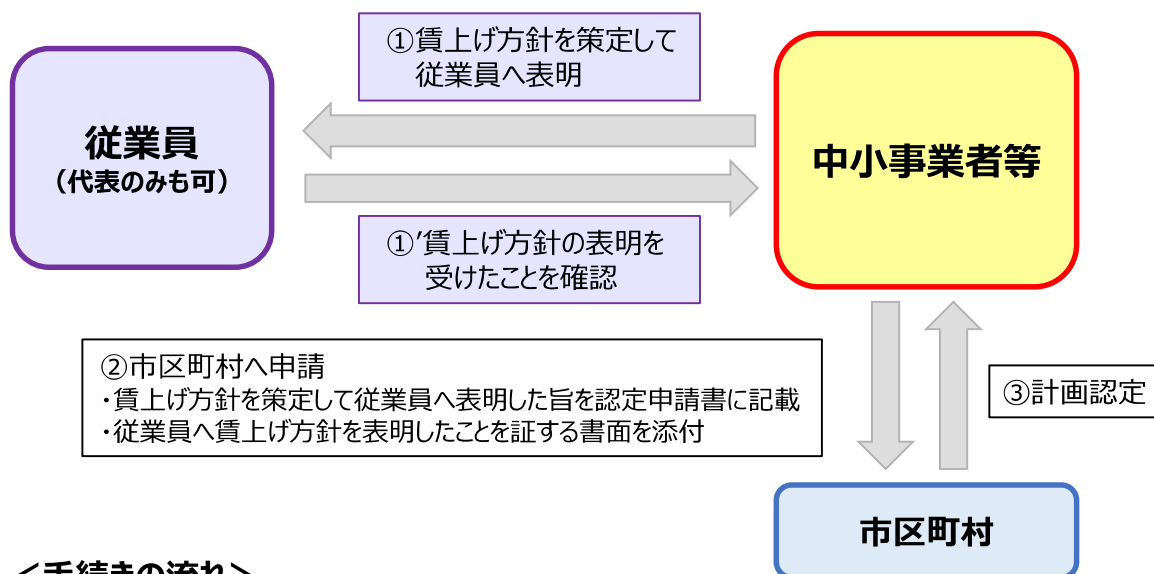 ①賃上げ方針を策定して
従業員へ表明
従業員
（代表のみも可）
中小事業者等
①′賃上げ方針の表明を
受けたことを確認
②市区町村へ申請
・賃上げ方針を策定して従業員へ表明した旨を認定申請書に記載
・従業員へ賃上げ方針を表明したことを証する書面を添付
③計画認定
市区町村
＜手続きの流れ＞